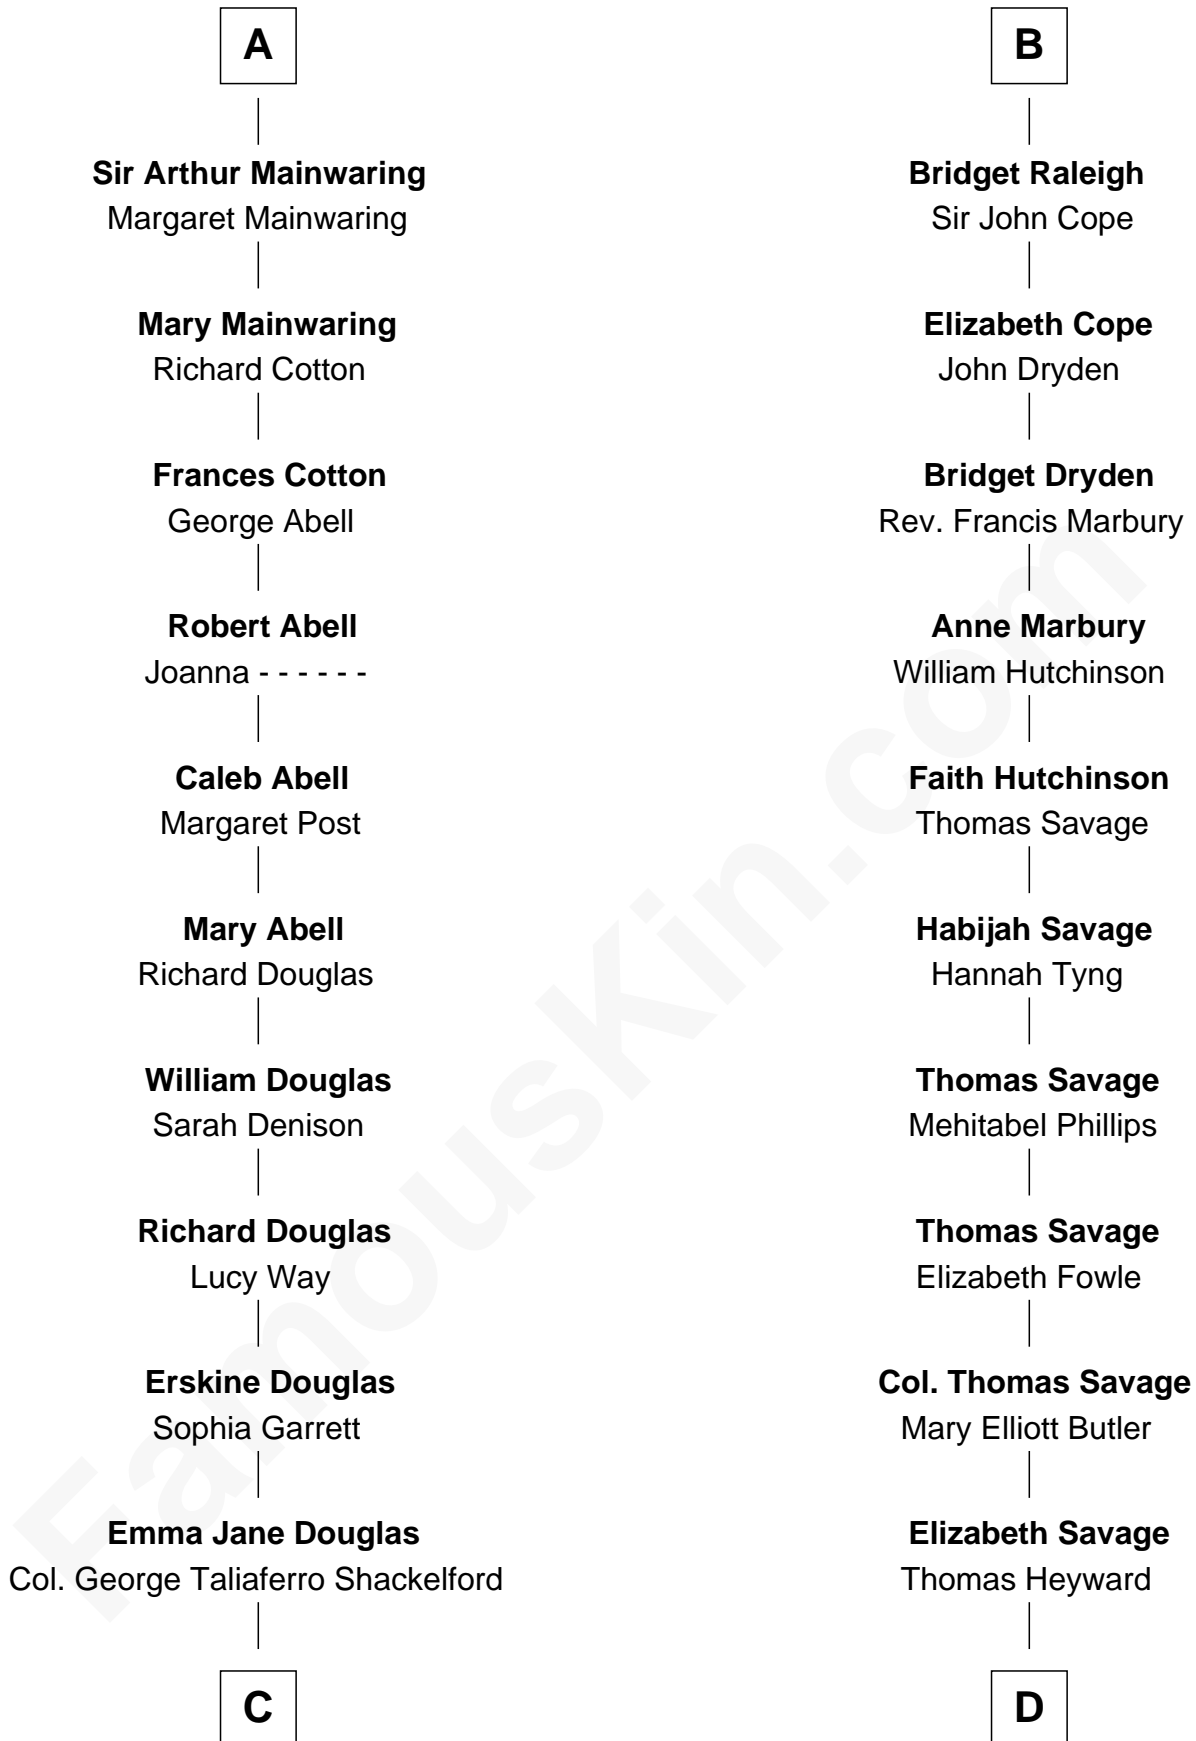 A
Sir Arthur Mainwaring
Margaret Mainwaring
Mary Mainwaring
Richard Cotton
Frances Cotton
George Abell
Robert Abell
Joanna - - - - - -
Caleb Abell
Margaret Post
Mary Abell
Richard Douglas
William Douglas
Sarah Denison
Richard Douglas
Lucy Way
Erskine Douglas
Sophia Garrett
Emma Jane Douglas
Col. George Taliaferro Shackelford
C
B
Bridget Raleigh
Sir John Cope
Elizabeth Cope
John Dryden
Bridget Dryden
Rev. Francis Marbury
Anne Marbury
William Hutchinson
Faith Hutchinson
Thomas Savage
Habijah Savage
Hannah Tyng
Thomas Savage
Mehitabel Phillips
Thomas Savage
Elizabeth Fowle
Col. Thomas Savage
Mary Elliott Butler
Elizabeth Savage
Thomas Heyward
D
FamousKin.com